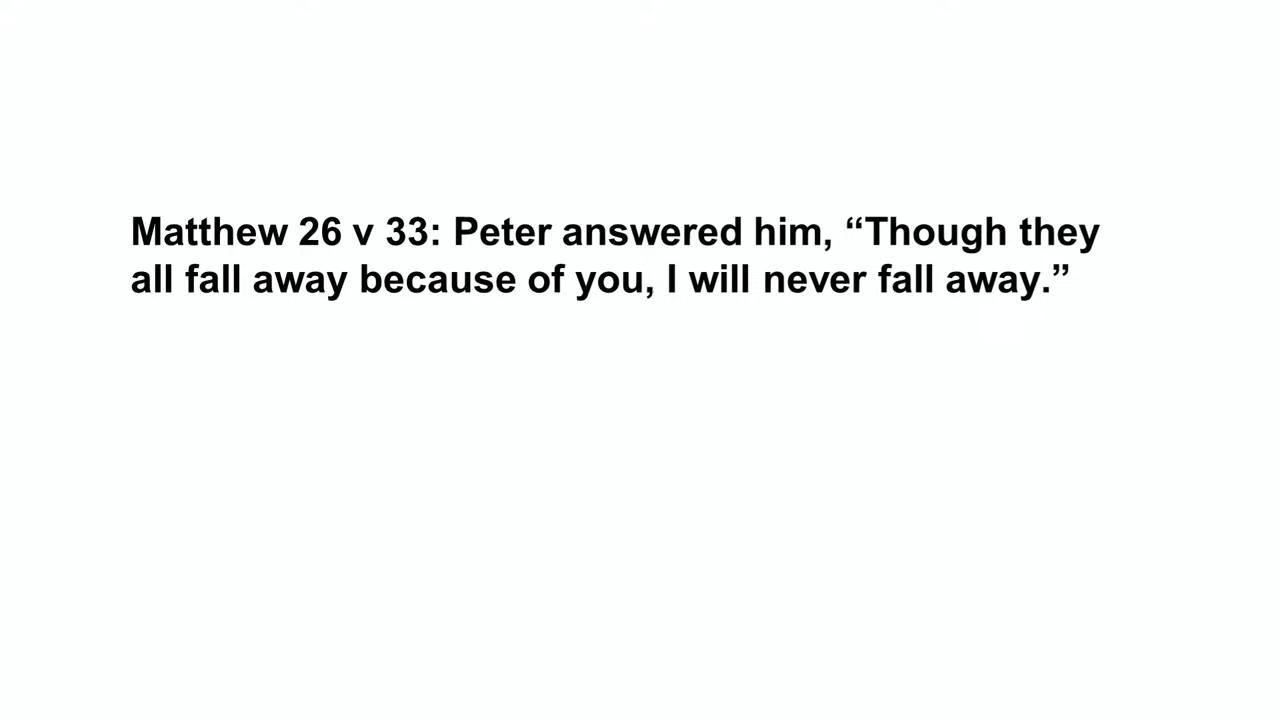 Matthew 26 v 33: Peter answered him, “Though they
all fall away because of you, I will never fall away.”